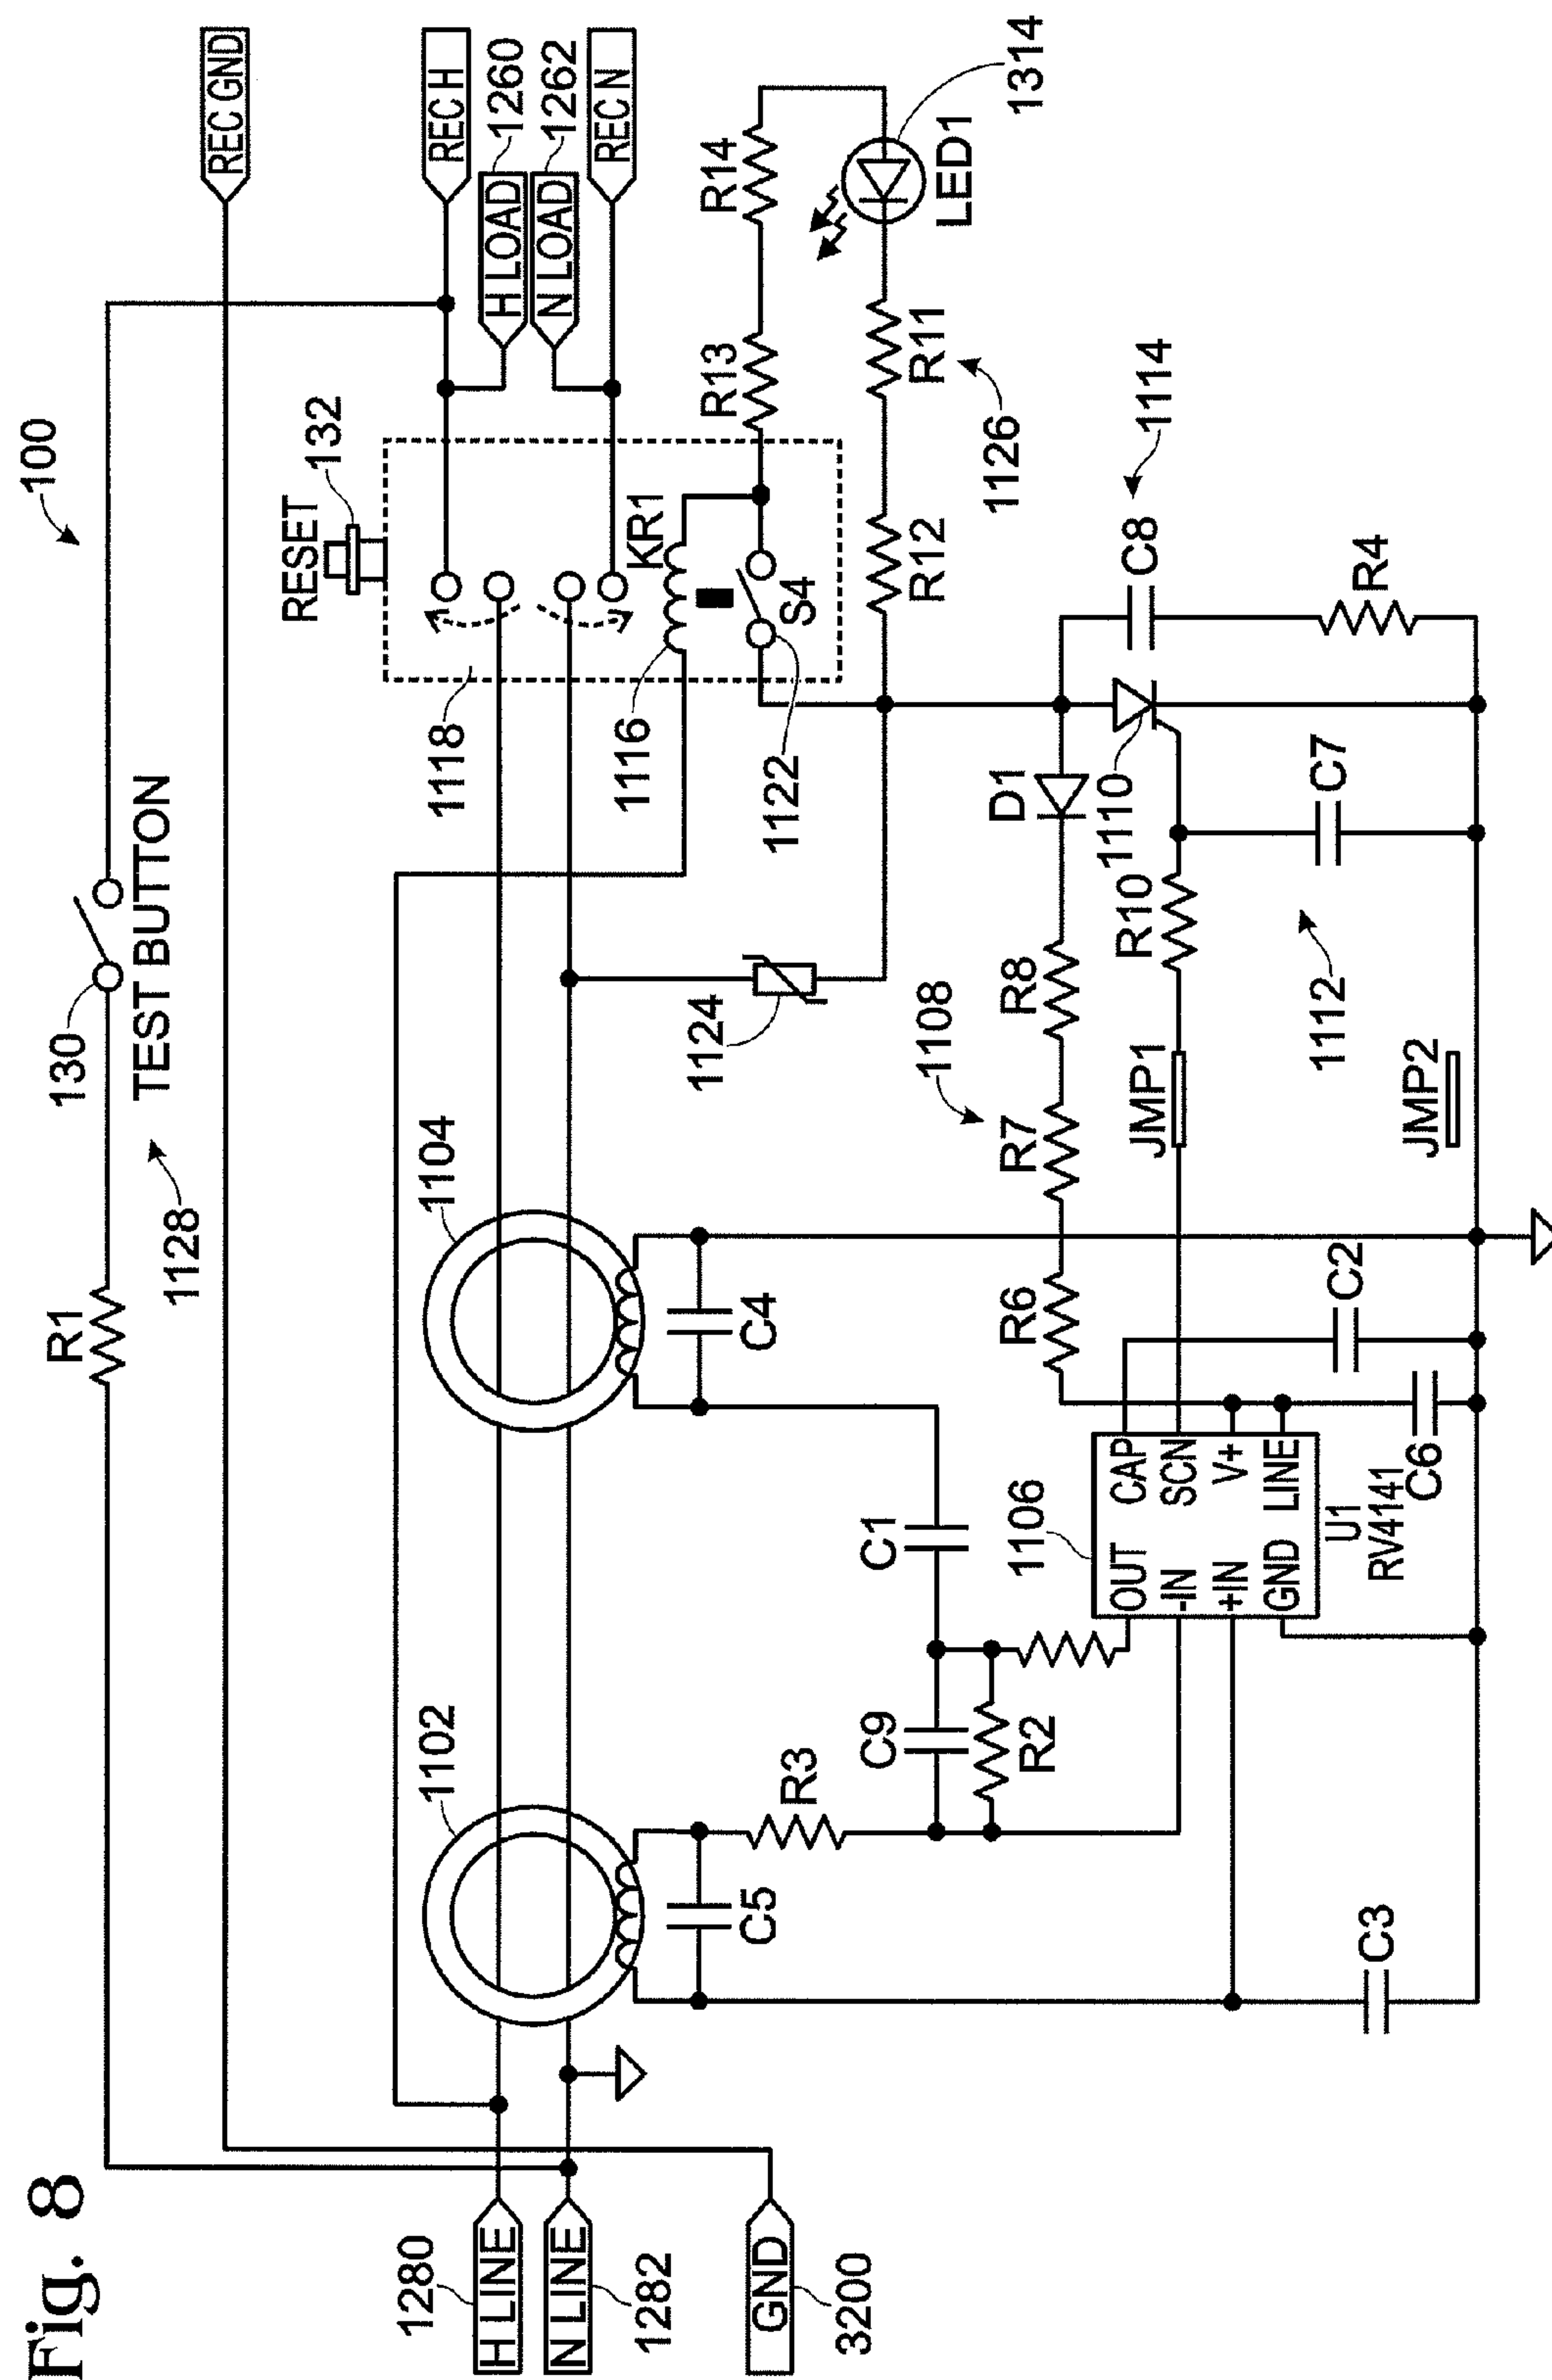 Fig. 8
100
R1
130
TEST BUTTON
1128
REC GND
RESET
132
REC H
H LOAD
1260
N LOAD
1262
REC N
1280
H LINE
N LINE
1282
GND
3200
1102
1104
1118
1116
KR1
1122
S4
1124
R13
R14
R12
R11
1126
LED1
1314
C5
C4
R3
C9
R2
C1
1106
OUT
-IN
+IN
GND
CAP
SCN
V+
LINE
U1
RV4141
C6
C2
C3
R6
R7
R8
1108
D1
1110
JMP1
R10
1112
C7
JMP2
C8
1114
R4